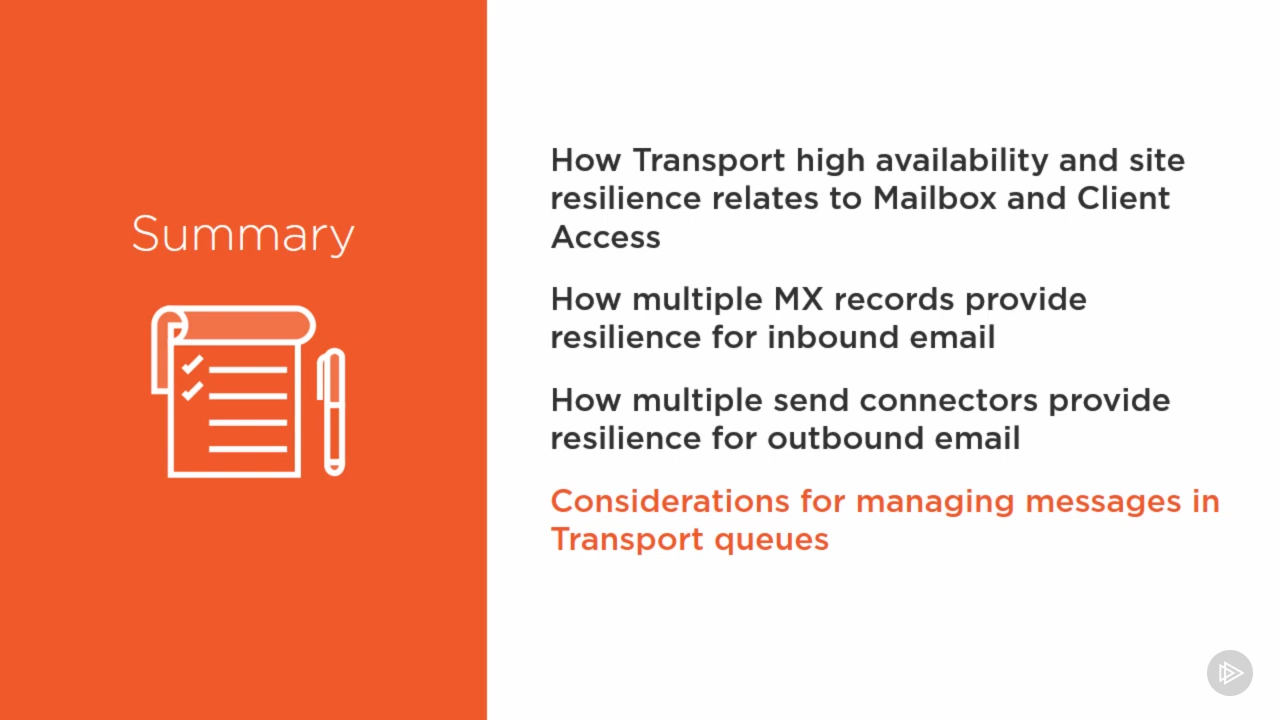 Summary
How Transport high availability and site
resilience relates to Mailbox and Client
Access
How multiple MX records provide
resilience for inbound email
How multiple send connectors provide
resilience for outbound email
Considerations for managing messages in
Transport queues